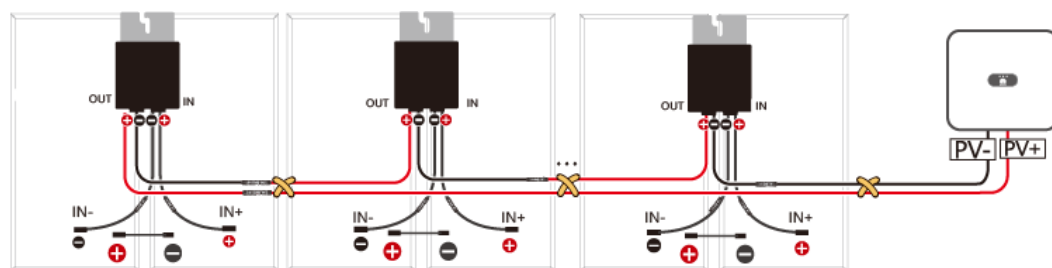 OUT IN
OUT IN
OUT IN
...
PV- PV+
IN- IN+
IN- IN+
IN- IN+